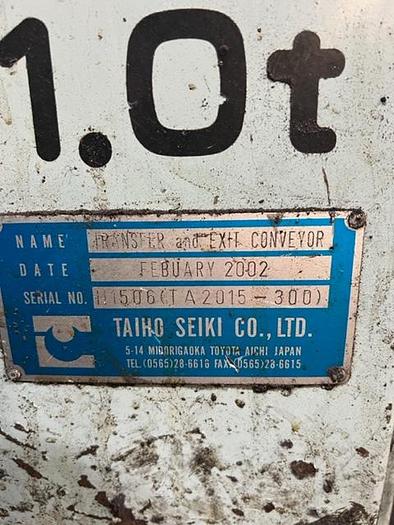 1.0t
NAME TRANSFER and EXIT CONVEYOR
DATE FEBUARY 2002
SERIAL NO. H1506(TA2015-300)
TAIHO SEIKI CO., LTD.
5-14 MIDORIGAOKA TOYOTA AICHI JAPAN
TEL.(0565)28-6616 FAX(0565)28-6615